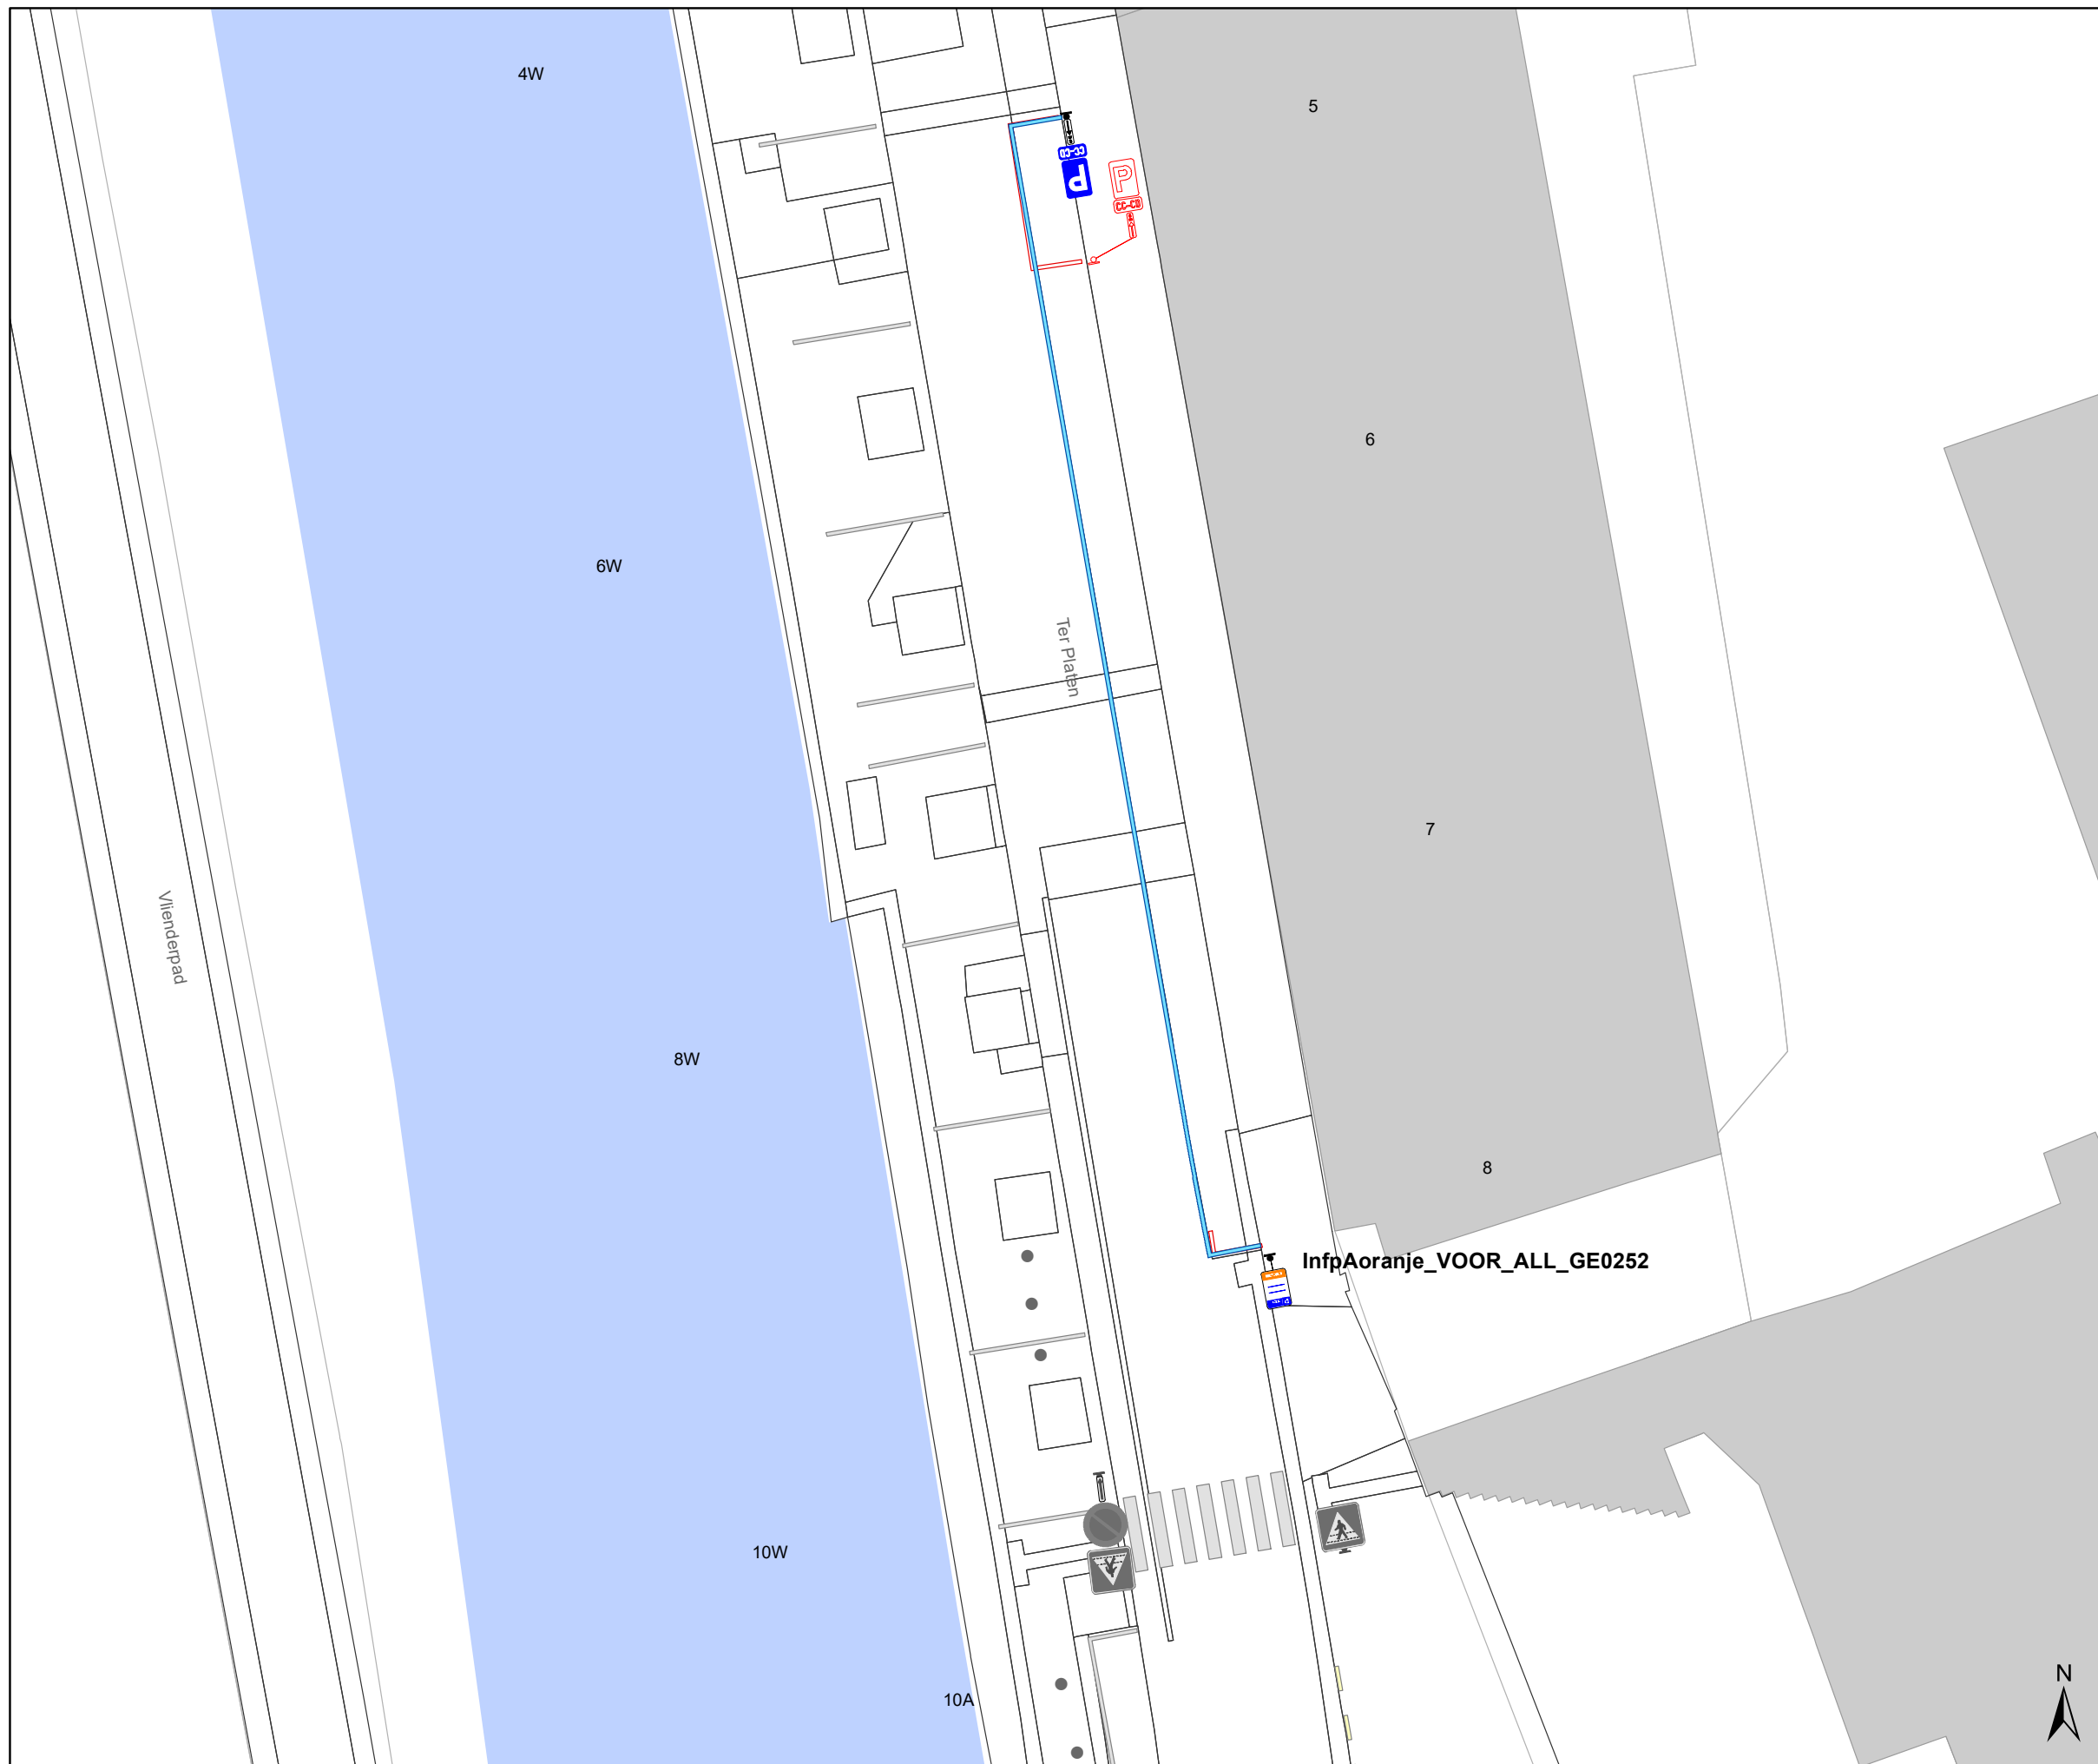 4W
5
P
P
6
6W
Ter Platen
7
Vlienderpad
8W
8
InfpAoranje_VOOR_ALL_GE0252
10W
N
10A